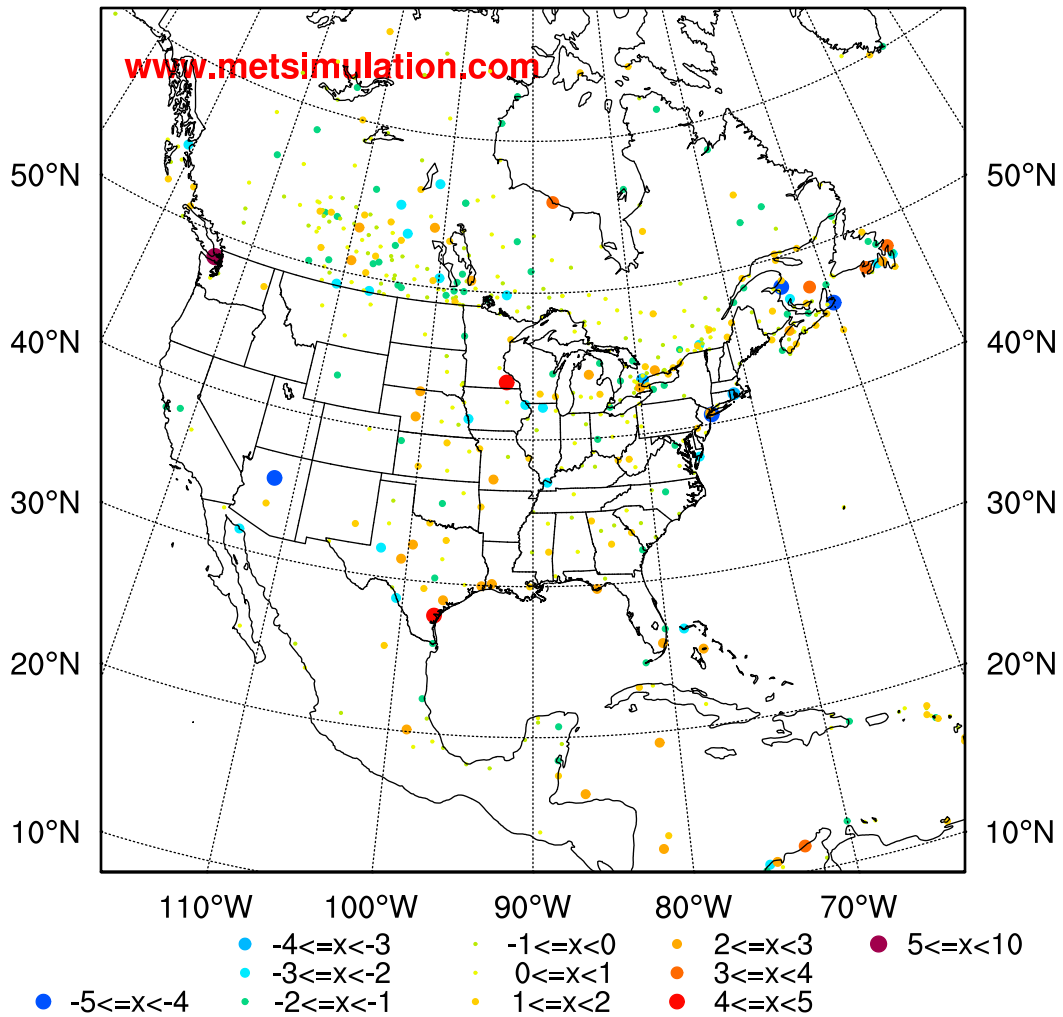 www.metsimulation.com
50°N 50°N
40°N 40°N
30°N 30°N
20°N 20°N
10°N 10°N
110°W 100°W 90°W 80°W 70°W
-4<=x<-3 -1<=x<0 2<=x<3 5<=x<10
-3<=x<-2 0<=x<1 3<=x<4
-5<=x<-4 -2<=x<-1 1<=x<2 4<=x<5